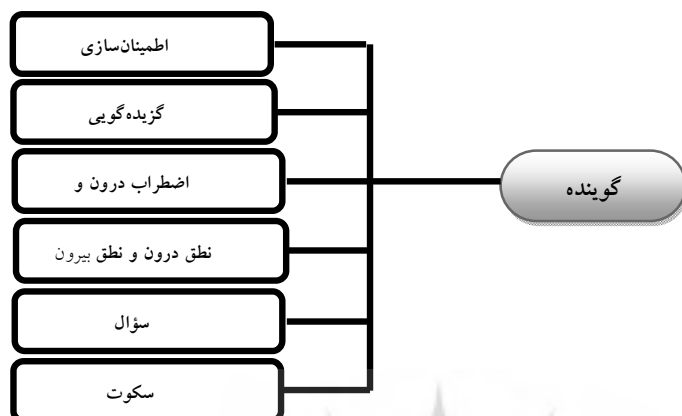 گوینده
اطمینان‌سازی
گزیده‌گویی
اضطراب درون و
نطق درون و نطق بیرون
سؤال
سکوت